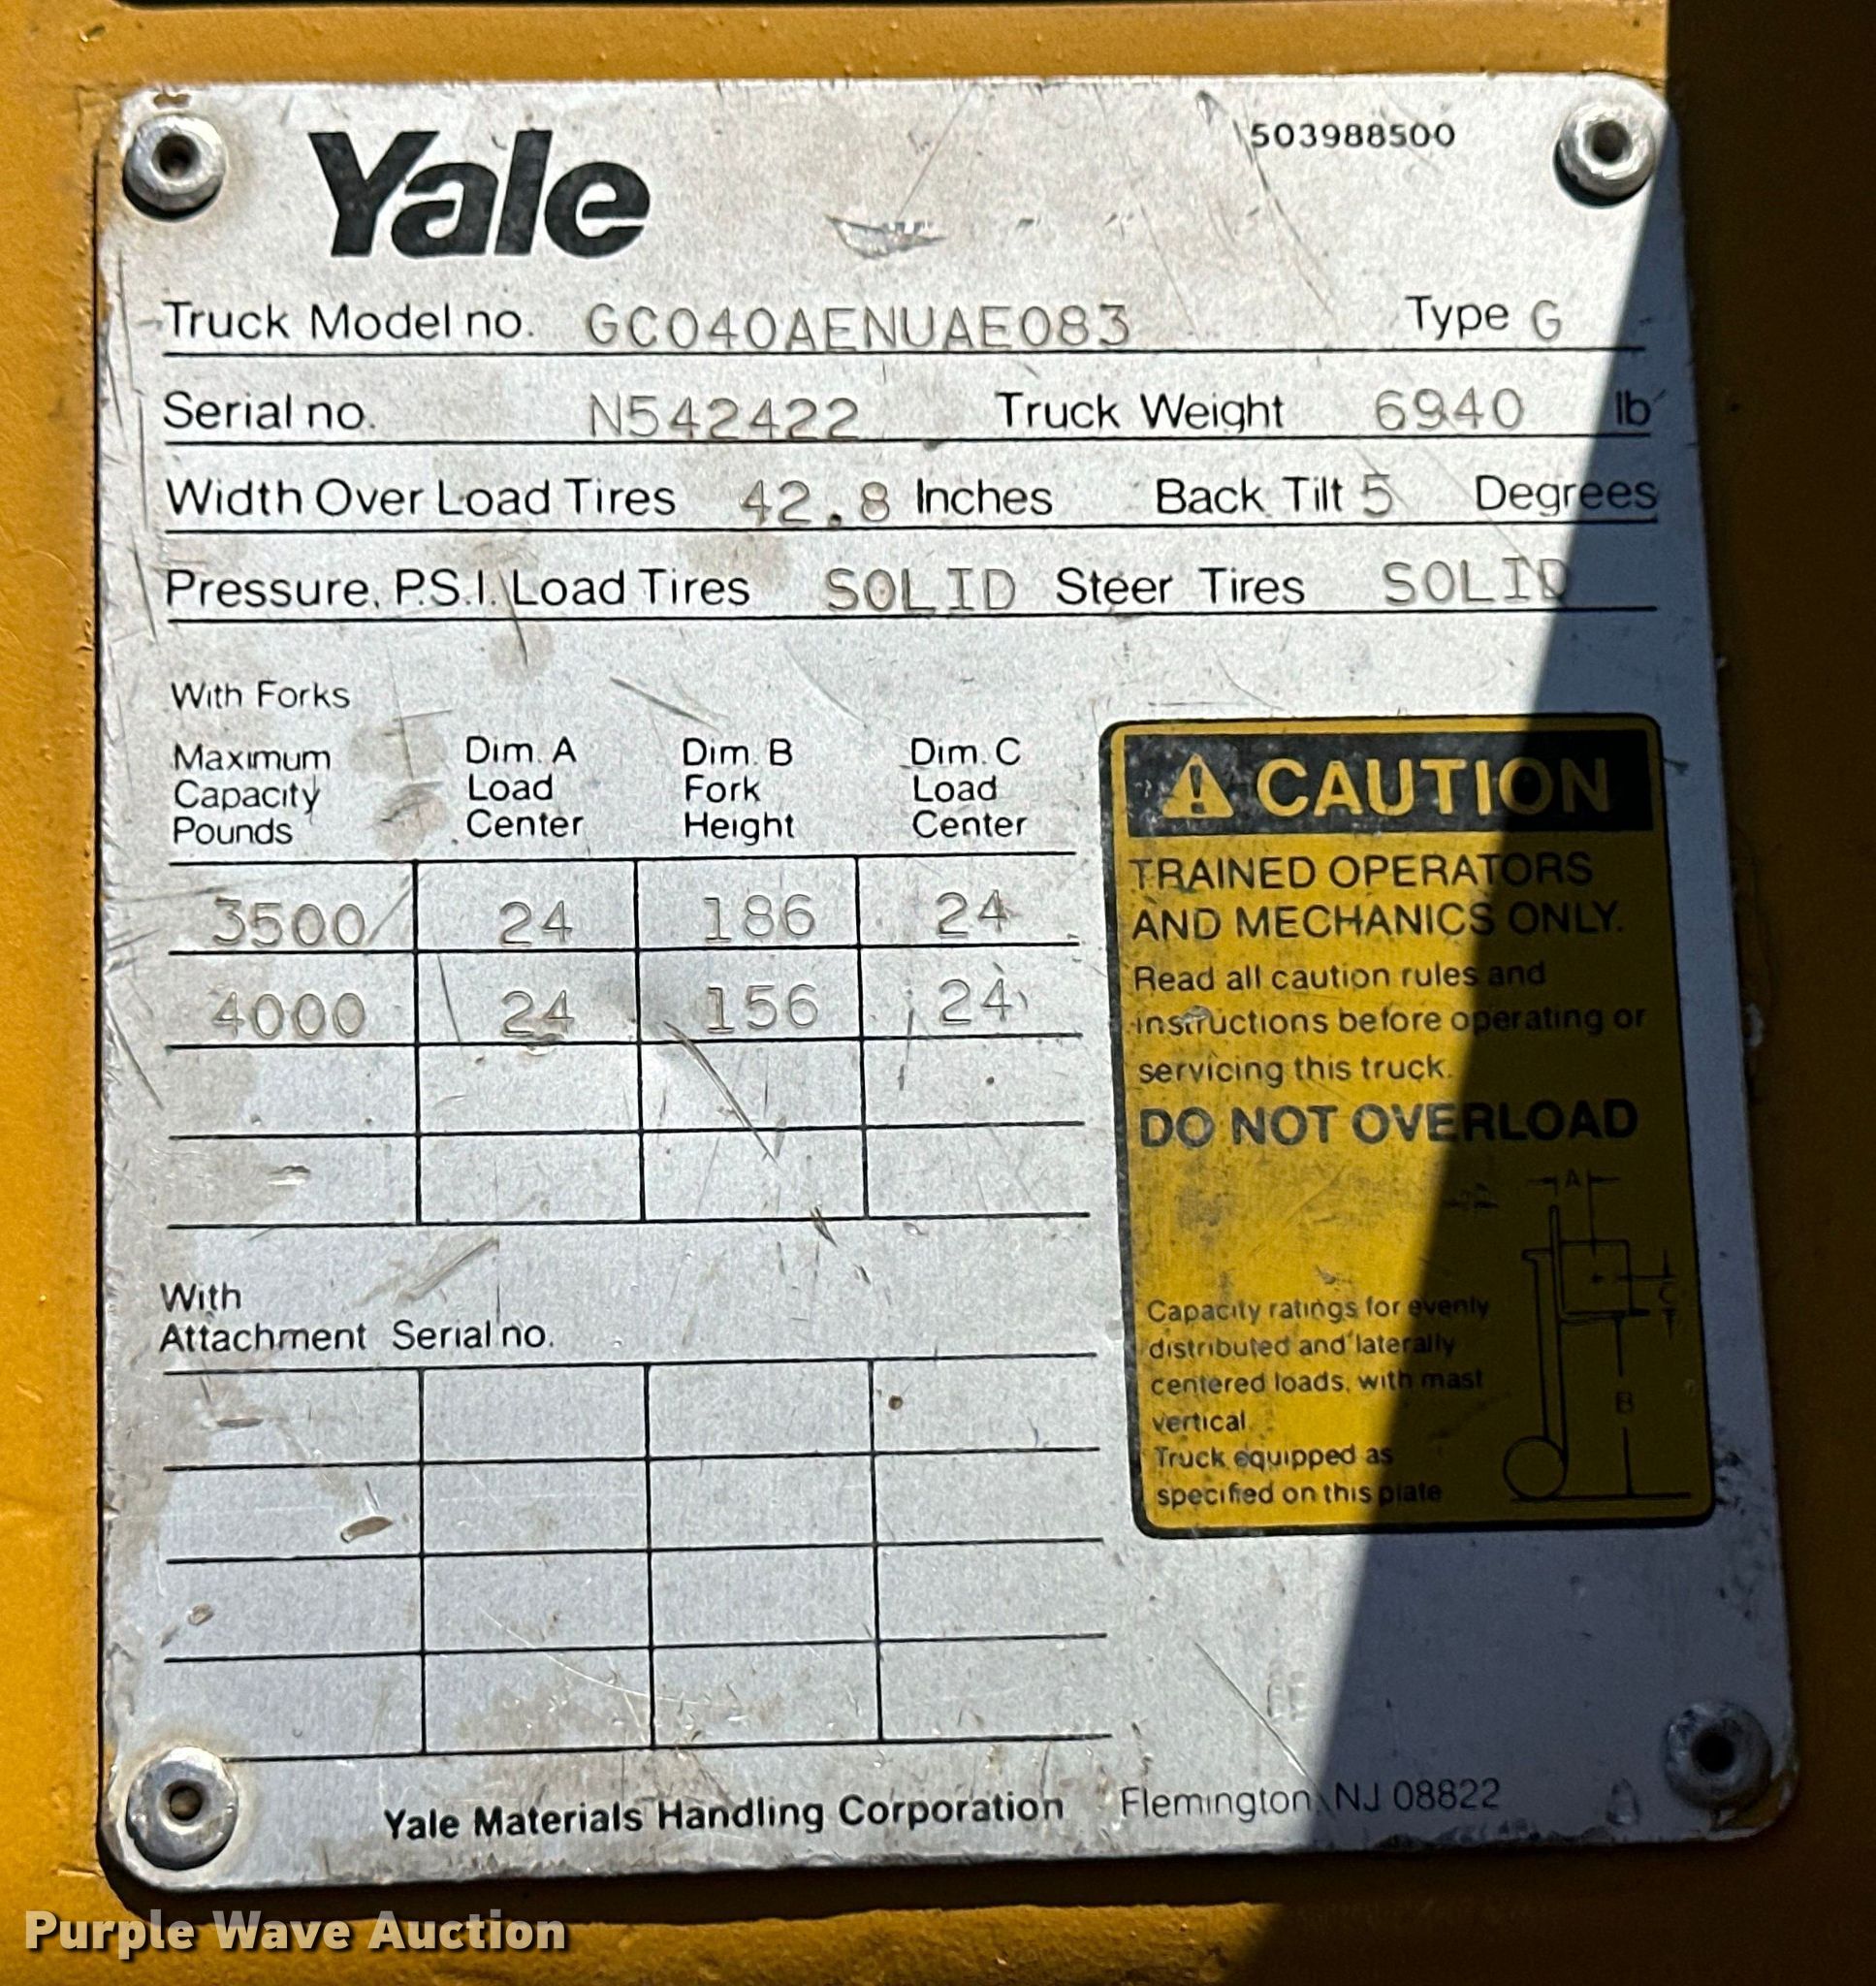 Yale
503988500
Truck Model no. GC040AENUAE083 Type G
Serial no. N542422 Truck Weight 6940 lb
Width Over Load Tires 42.8 Inches Back Tilt 5 Degrees
Pressure, P.S.I. Load Tires SOLID Steer Tires SOLID
With Forks
Maximum Capacity Pounds Dim. A Load Center Dim. B Fork Height Dim. C Load Center
3500 24 186 24
4000 24 156 24
CAUTION
TRAINED OPERATORS
AND MECHANICS ONLY.
Read all caution rules and
instructions before operating or
servicing this truck.
DO NOT OVERLOAD
A
C
B
Capacity ratings for evenly
distributed and laterally
centered loads, with mast
vertical.
Truck equipped as
specified on this plate
With
Attachment Serial no.
Yale Materials Handling Corporation Flemington, NJ 08822
Purple Wave Auction